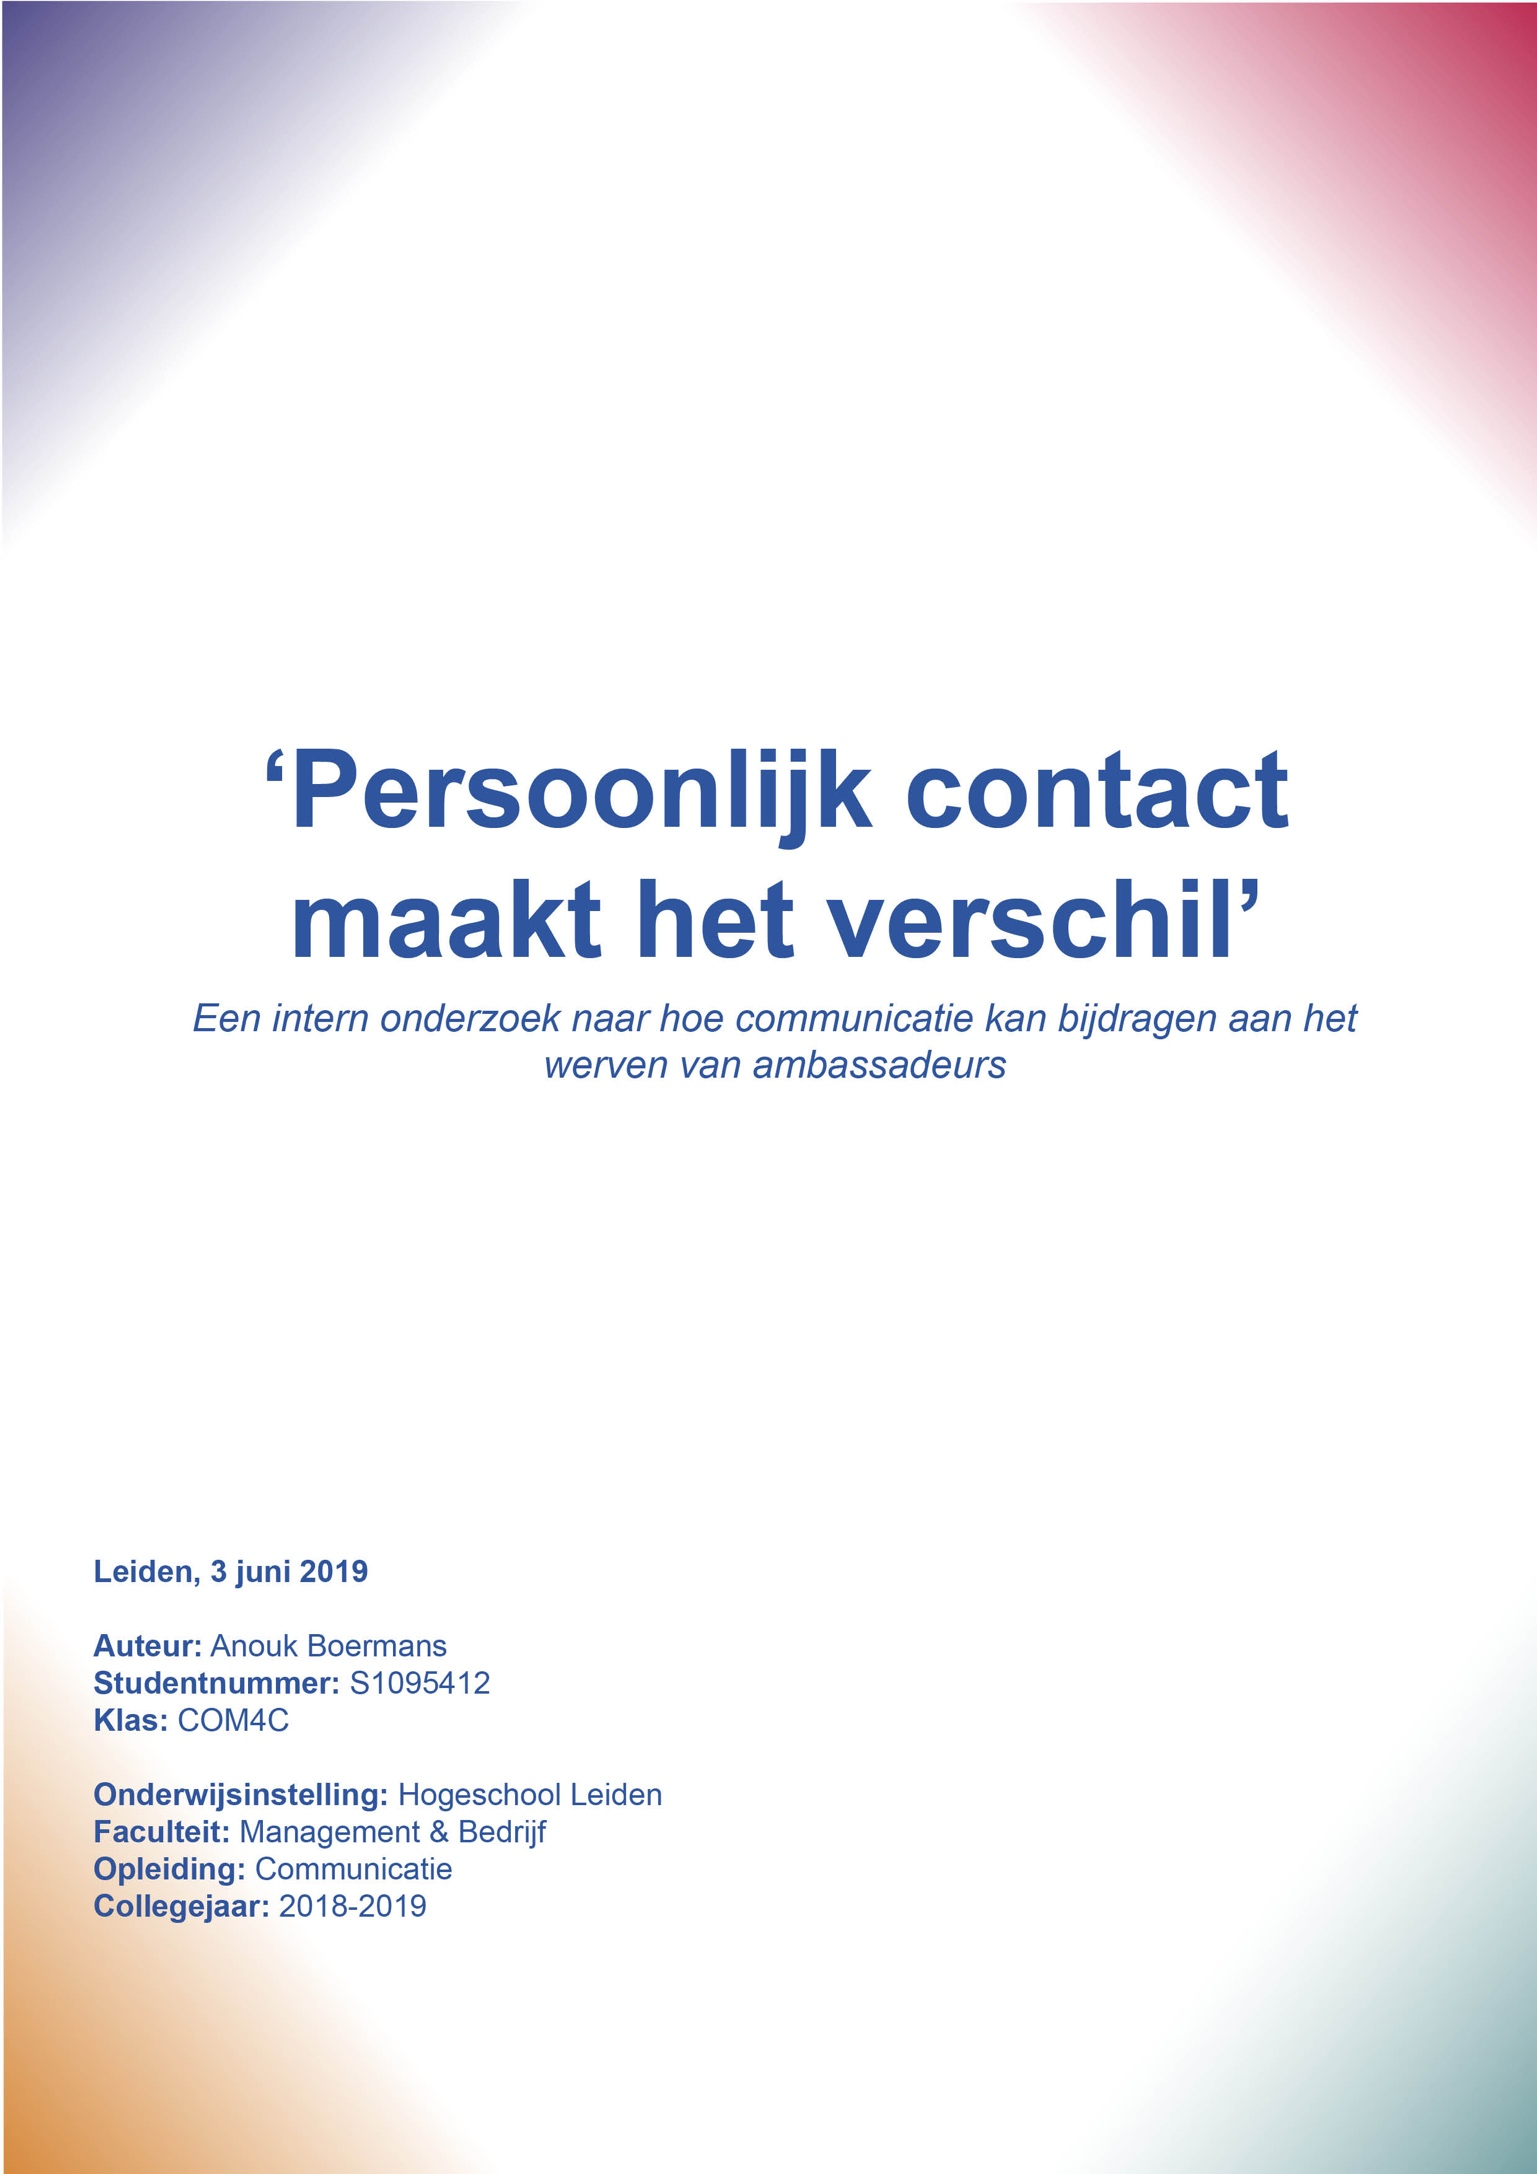 ‘Persoonlijk contact
maakt het verschil’
Een intern onderzoek naar hoe communicatie kan bijdragen aan het
werven van ambassadeurs
Leiden, 3 juni 2019
Auteur: Anouk Boermans
Studentnummer: S1095412
Klas: COM4C
Onderwijsinstelling: Hogeschool Leiden
Faculteit: Management & Bedrijf
Opleiding: Communicatie
Collegejaar: 2018-2019